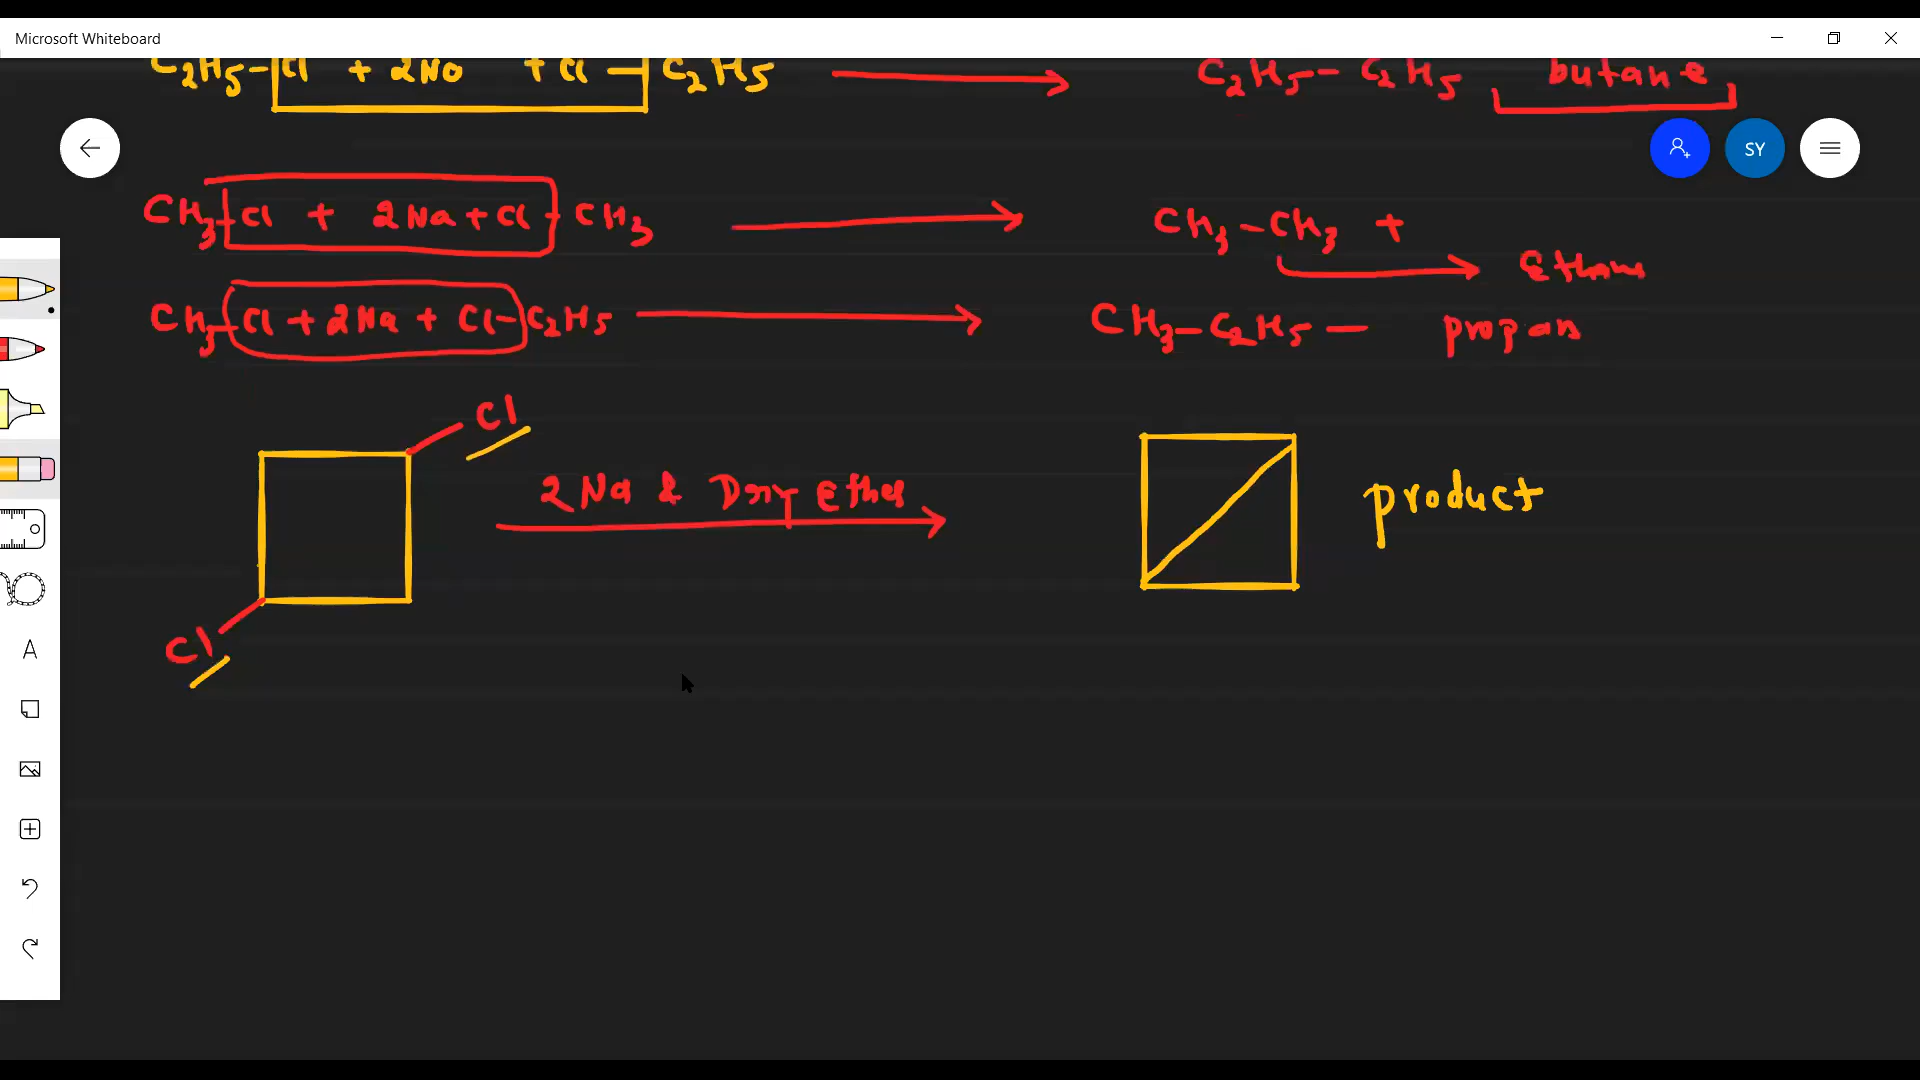 Microsoft Whiteboard
C2H5-Cl + 2Na + Cl - C2H5 ⟶ C2H5 - C2H5 butane
SY
CH3-Cl + 2Na + Cl - CH3 ⟶ CH3 - CH3 +
→ Ethane
CH3-Cl + 2Na + Cl - C2H5 ⟶ CH3 - C2H5 — propan
Cl
2Na & Dry Ether
product
Cl
A